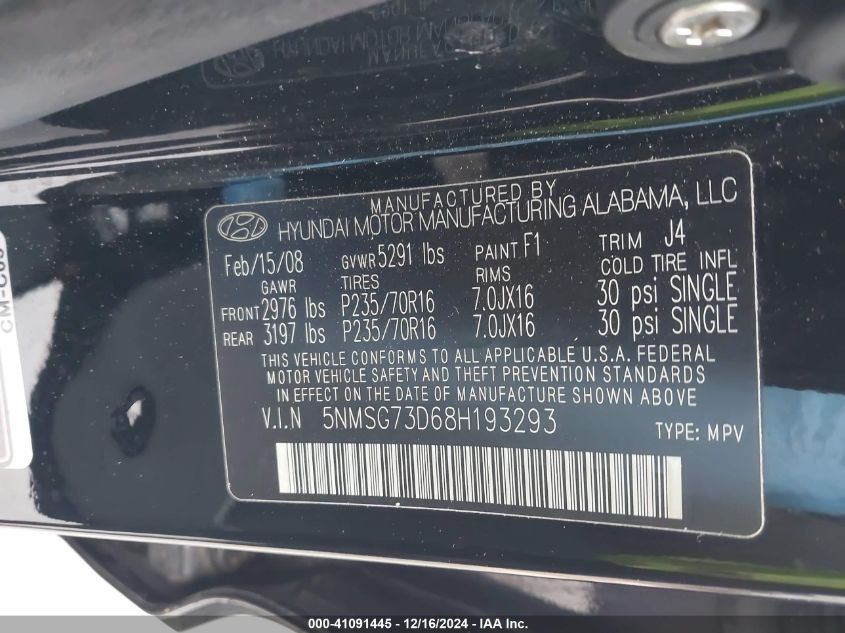 MANUFACTURED BY
HYUNDAI MOTOR MANUFACTURING ALABAMA, LLC
Feb/15/08 GVWR 5291 lbs PAINT F1 TRIM J4
GAWR TIRES RIMS COLD TIRE INFL
FRONT 2976 lbs P235/70R16 7.0JX16 30 psi SINGLE
REAR 3197 lbs P235/70R16 7.0JX16 30 psi SINGLE
THIS VEHICLE CONFORMS TO ALL APPLICABLE U.S.A. FEDERAL
MOTOR VEHICLE SAFETY AND THEFT PREVENTION STANDARDS
IN EFFECT ON THE DATE OF MANUFACTURE SHOWN ABOVE
V.I.N 5NMSG73D68H193293
TYPE: MPV
000-41091445 - 12/16/2024 - IAA Inc.